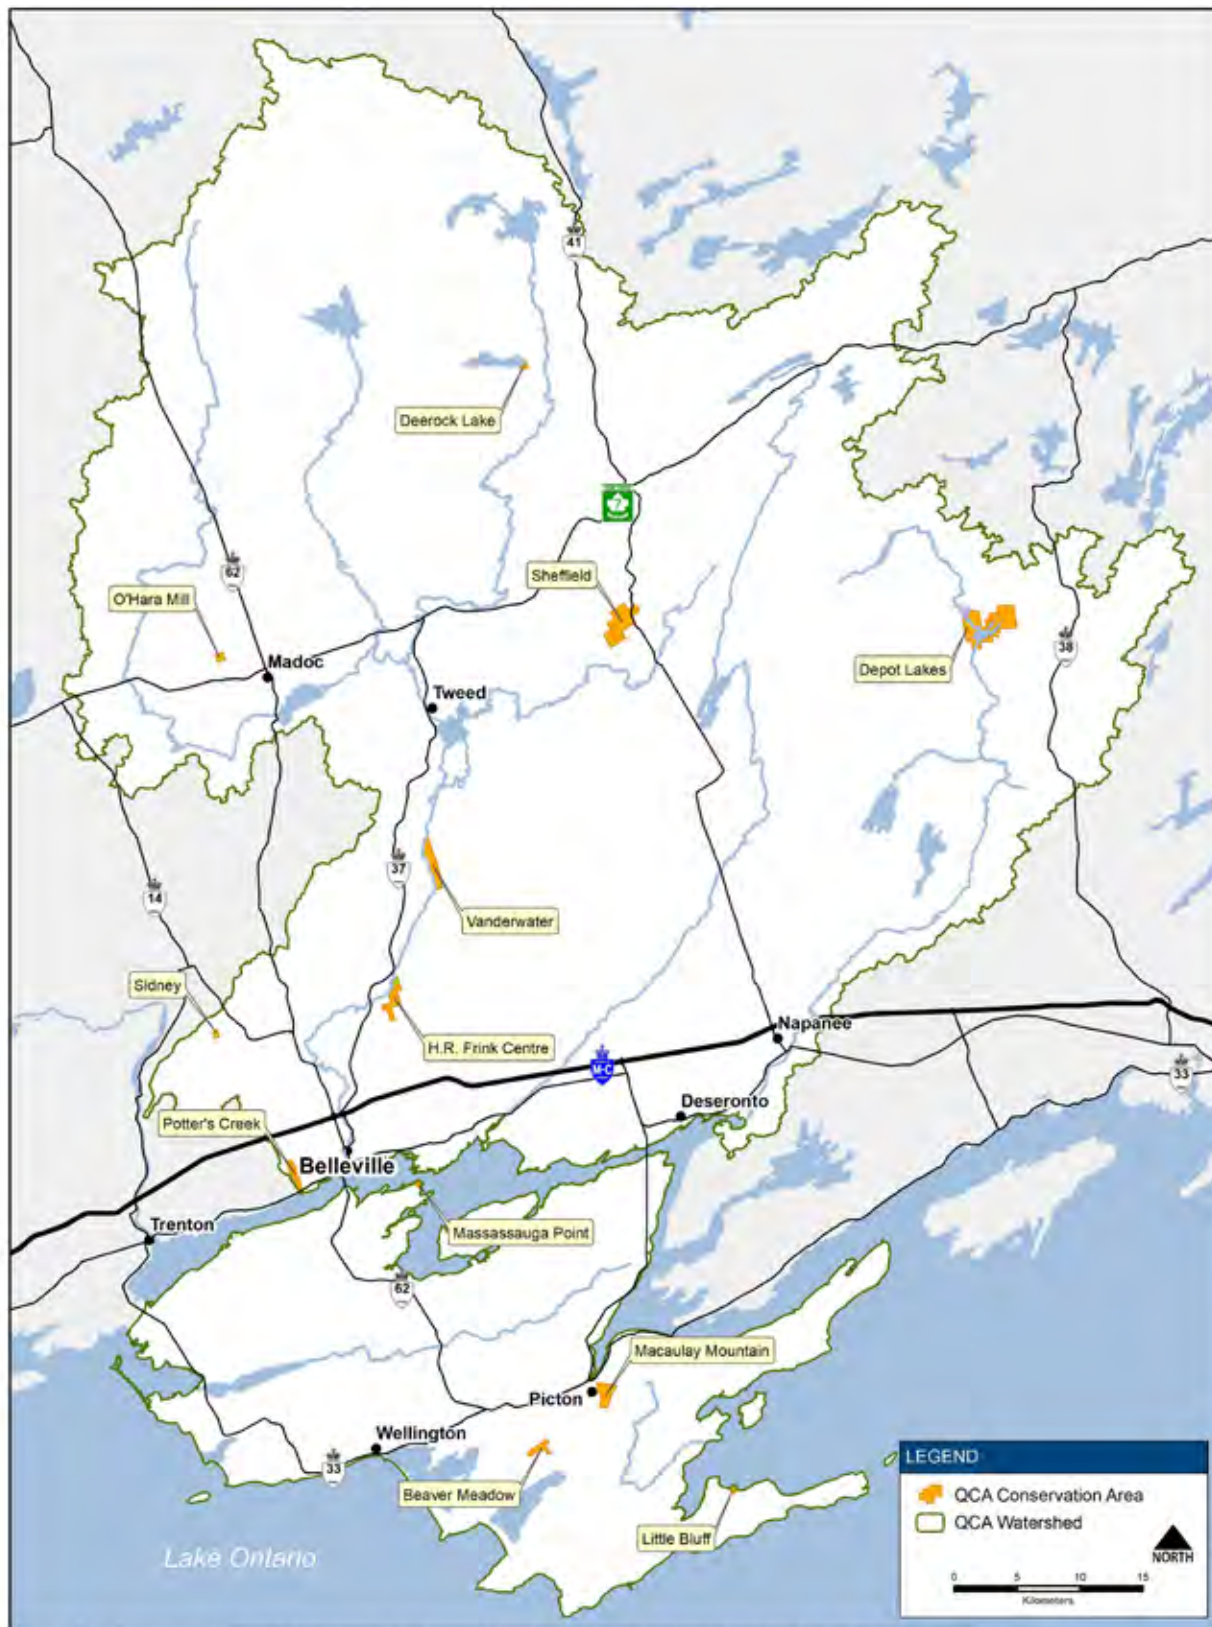 41
Deerock Lake
7
Sheffield
62
O'Hara Mill
Madoc
Tweed
Depot Lakes
38
37
14
Vanderwater
Sidney
H.R. Frink Centre
Napanee
M-C
33
Deseronto
Potter's Creek
Belleville
Trenton
Massassauga Point
62
Macaulay Mountain
Picton
Wellington
33
Beaver Meadow
Little Bluff
Lake Ontario
LEGEND
QCA Conservation Area
QCA Watershed
NORTH
0 5 10 15
Kilometers